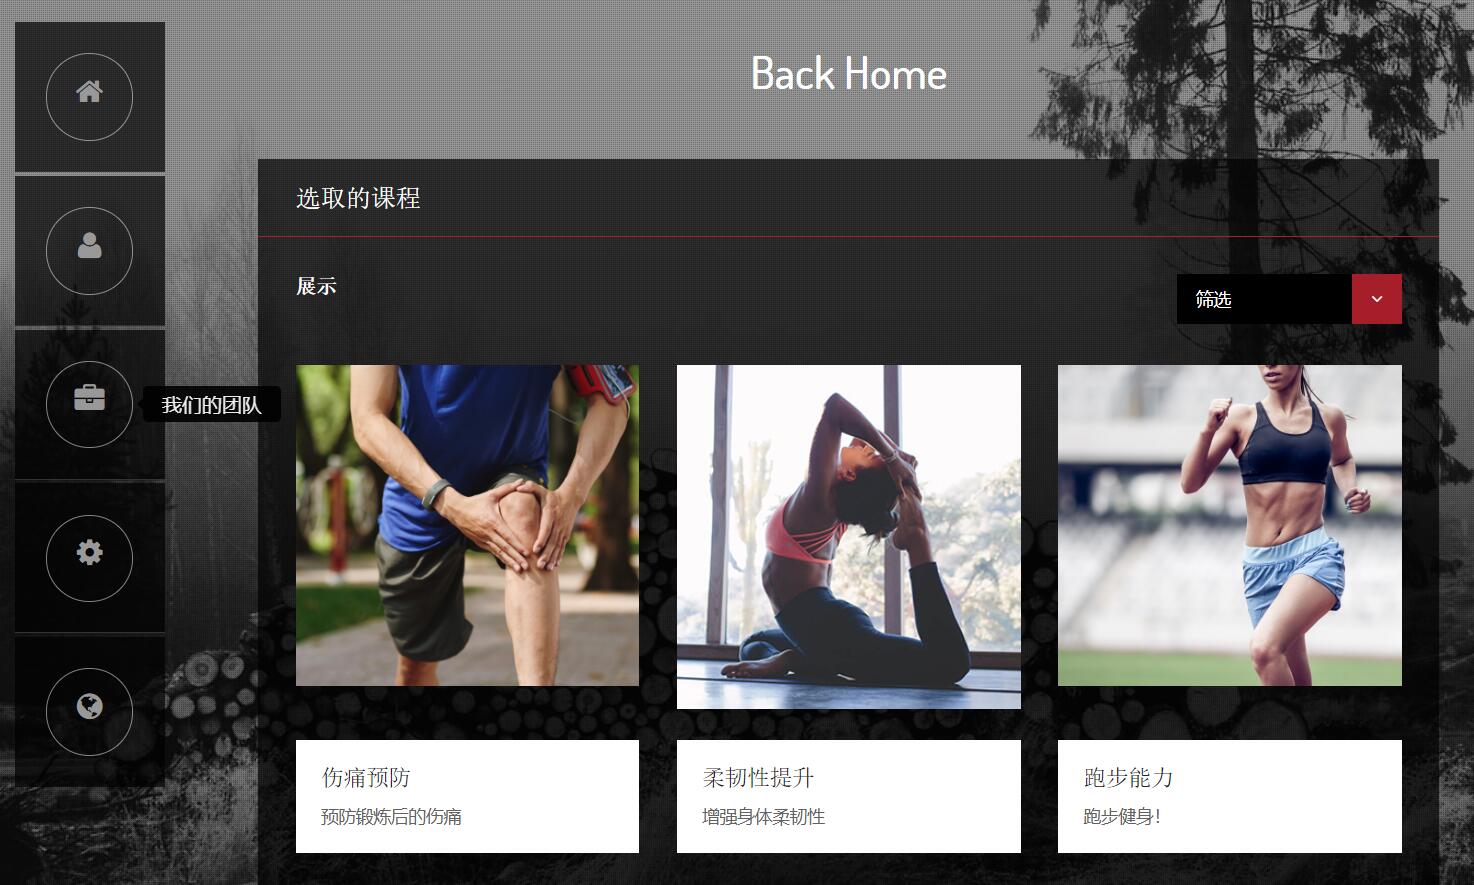 Back Home
选取的课程
展示
筛选
我们的团队
伤痛预防
预防锻炼后的伤痛
柔韧性提升
增强身体柔韧性
跑步能力
跑步健身!